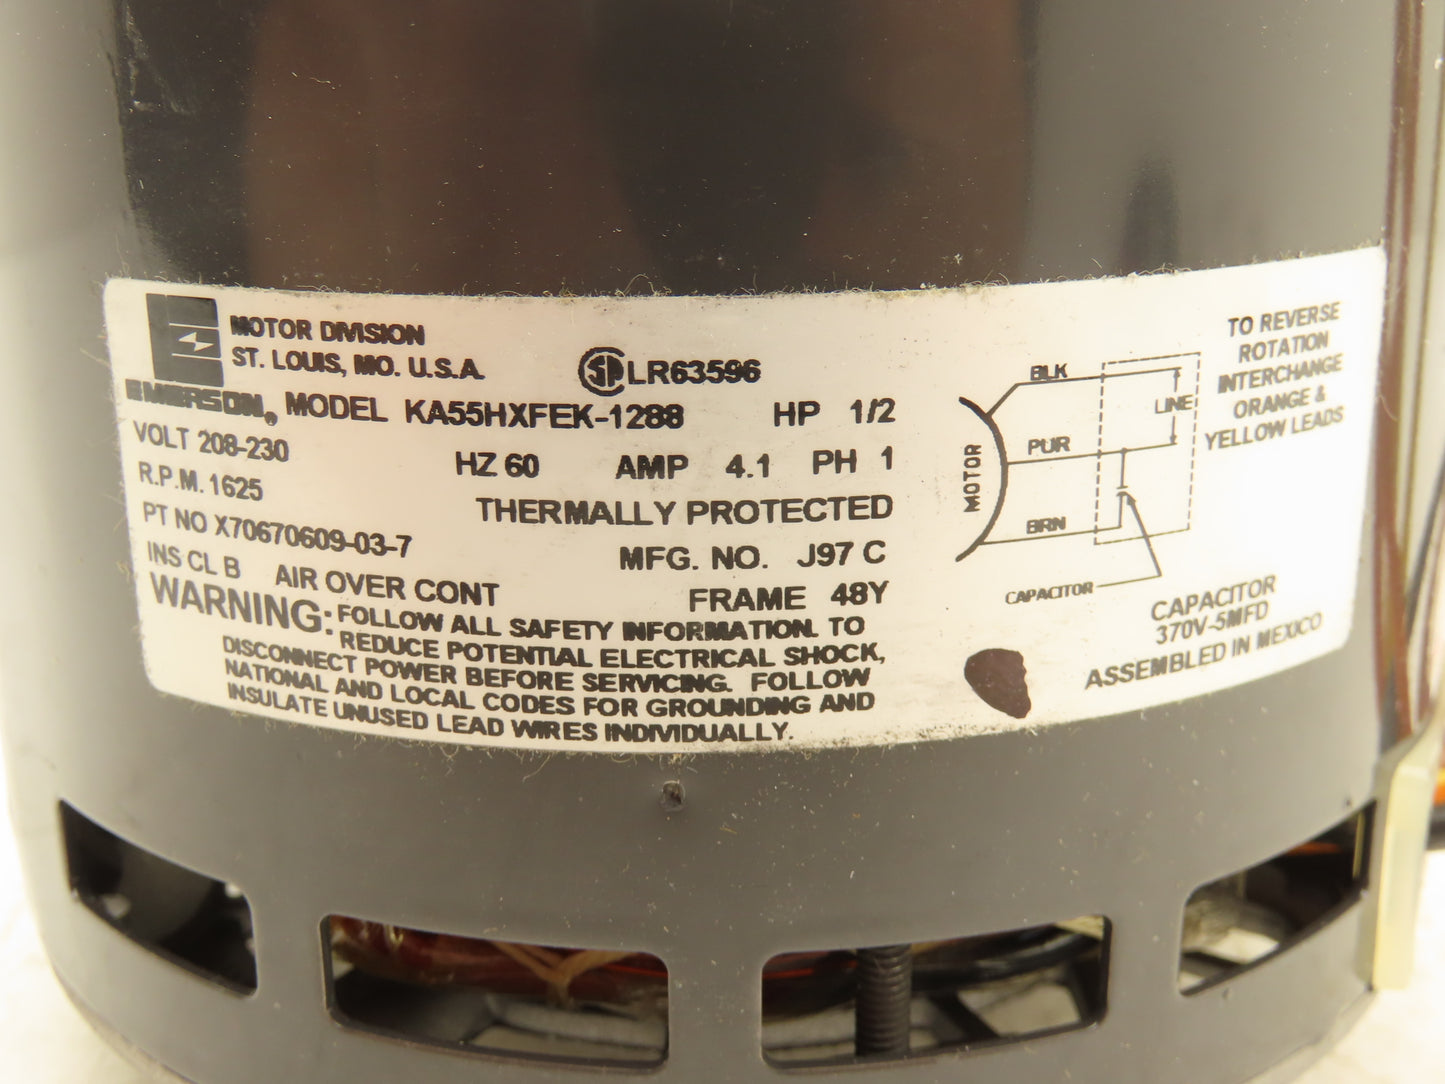 MOTOR DIVISION
ST. LOUIS, MO. U.S.A.
EMERSON® MODEL KA55HXFEK-1288 HP 1/2
SP LR63596
VOLT 208-230 HZ 60 AMP 4.1 PH 1
R.P.M. 1625 THERMALLY PROTECTED
PT NO X70670609-03-7 MFG. NO. J97 C
INS CL B AIR OVER CONT FRAME 48Y
WARNING: FOLLOW ALL SAFETY INFORMATION. TO
REDUCE POTENTIAL ELECTRICAL SHOCK,
DISCONNECT POWER BEFORE SERVICING. FOLLOW
NATIONAL AND LOCAL CODES FOR GROUNDING AND
INSULATE UNUSED LEAD WIRES INDIVIDUALLY.
BLK
LINE
PUR
MOTOR
BRN
CAPACITOR
TO REVERSE
ROTATION
INTERCHANGE
ORANGE &
YELLOW LEADS
CAPACITOR
370V-5MFD
ASSEMBLED IN MEXICO